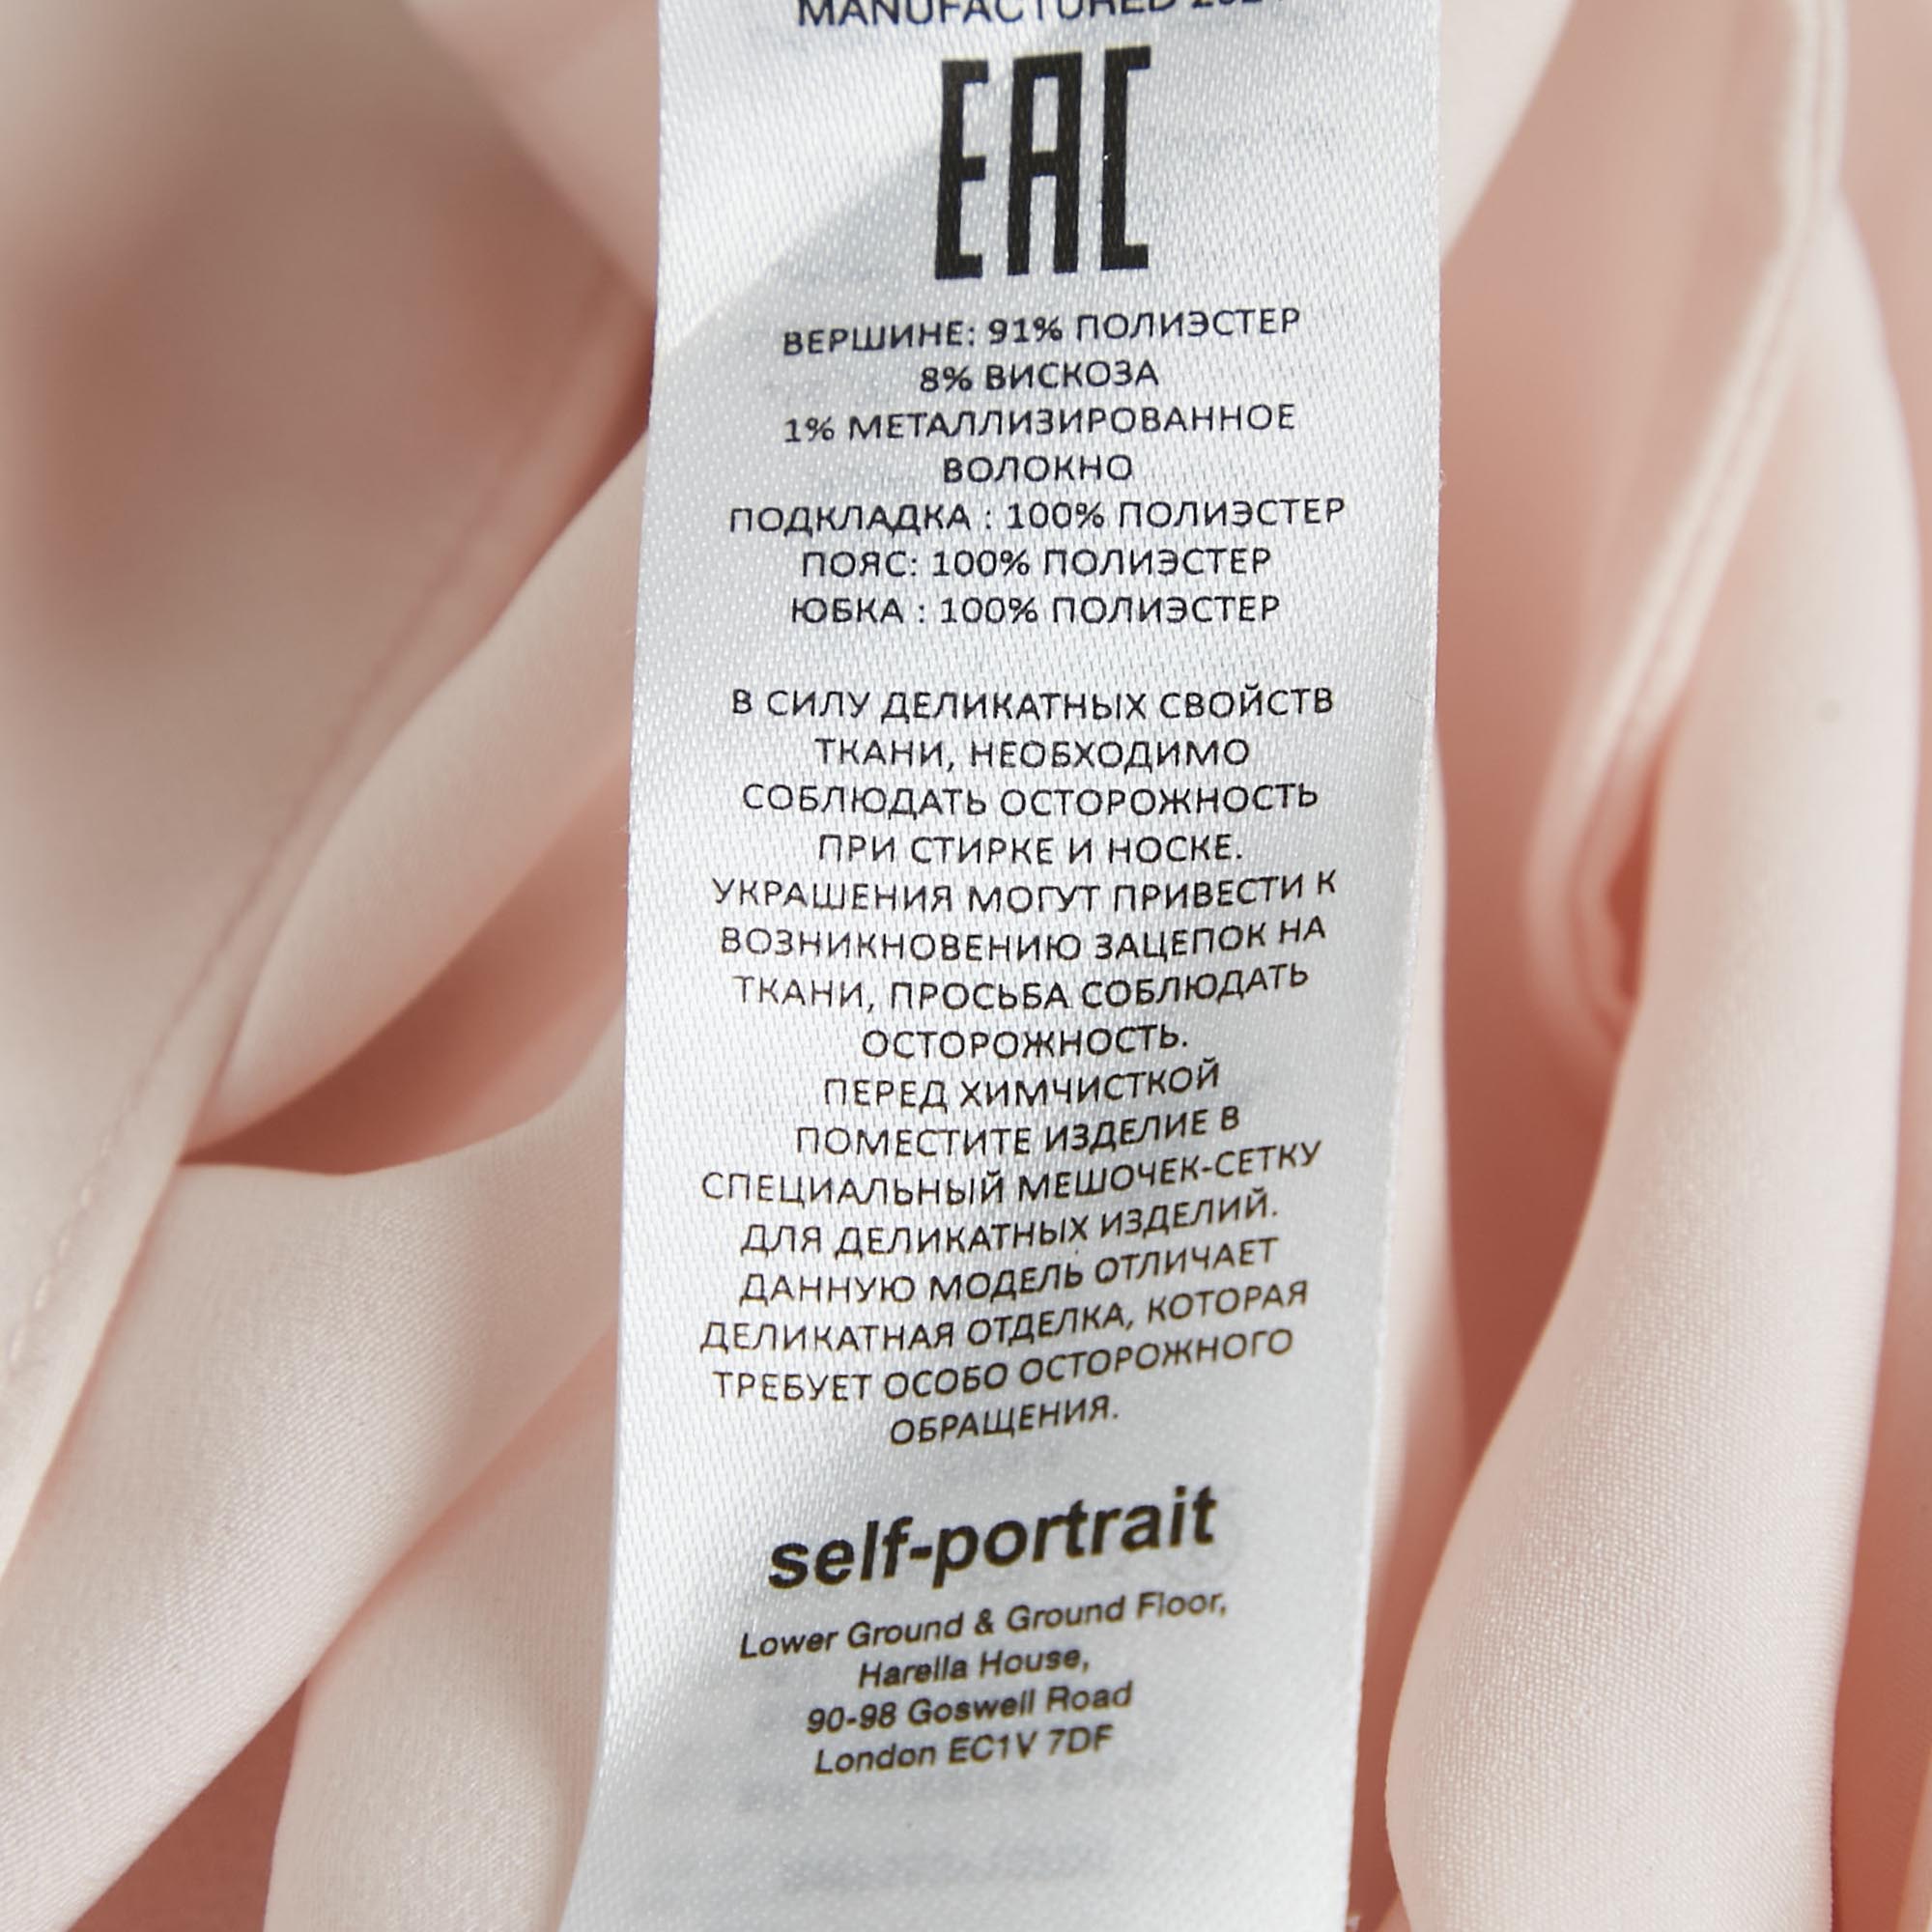 MANUFACTURED
EAC
ВЕРШИНЕ: 91% ПОЛИЭСТЕР
8% ВИСКОЗА
1% МЕТАЛЛИЗИРОВАННОЕ
ВОЛОКНО
ПОДКЛАДКА : 100% ПОЛИЭСТЕР
ПОЯС: 100% ПОЛИЭСТЕР
ЮБКА : 100% ПОЛИЭСТЕР
В СИЛУ ДЕЛИКАТНЫХ СВОЙСТВ
ТКАНИ, НЕОБХОДИМО
СОБЛЮДАТЬ ОСТОРОЖНОСТЬ
ПРИ СТИРКЕ И НОСКЕ.
УКРАШЕНИЯ МОГУТ ПРИВЕСТИ К
ВОЗНИКНОВЕНИЮ ЗАЦЕПОК НА
ТКАНИ, ПРОСЬБА СОБЛЮДАТЬ
ОСТОРОЖНОСТЬ.
ПЕРЕД ХИМЧИСТКОЙ
ПОМЕСТИТЕ ИЗДЕЛИЕ В
СПЕЦИАЛЬНЫЙ МЕШОЧЕК-СЕТКУ
ДЛЯ ДЕЛИКАТНЫХ ИЗДЕЛИЙ.
ДАННУЮ МОДЕЛЬ ОТЛИЧАЕТ
ДЕЛИКАТНАЯ ОТДЕЛКА, КОТОРАЯ
ТРЕБУЕТ ОСОБО ОСТОРОЖНОГО
ОБРАЩЕНИЯ.
self-portrait
Lower Ground & Ground Floor,
Harella House,
90-98 Goswell Road
London EC1V 7DF